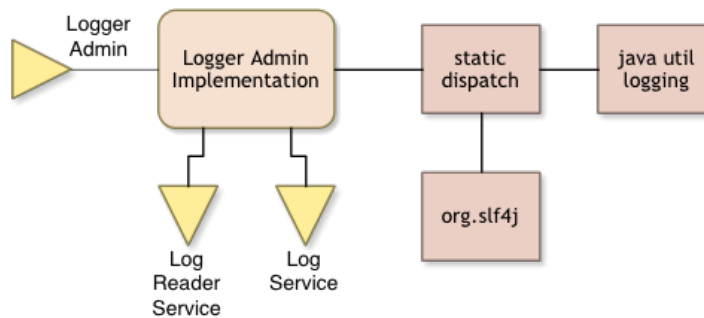 Logger
Admin
Logger Admin
Implementation
static
dispatch
java util
logging
org.slf4j
Log
Reader
Service
Log
Service